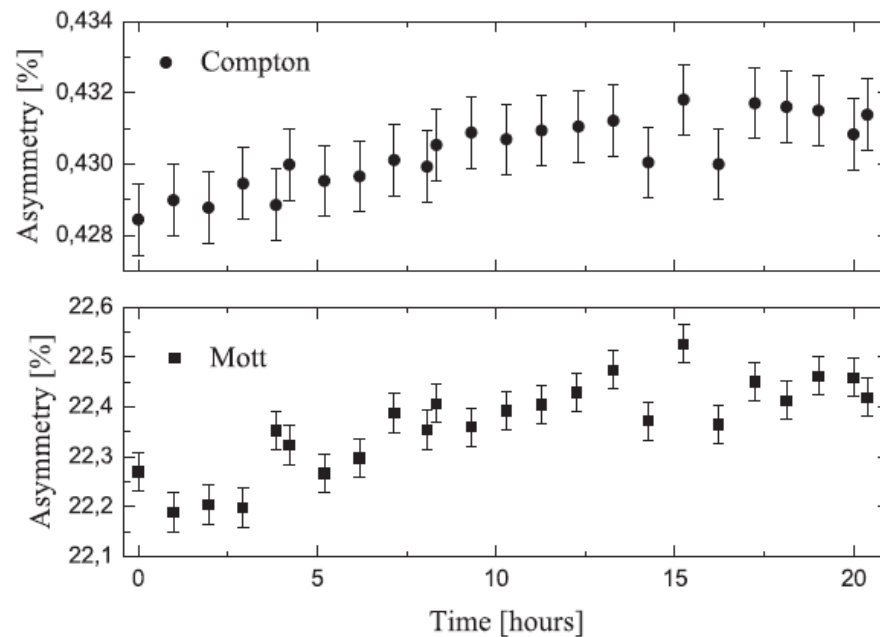 0,434
0,432
0,430
0,428
Asymmetry [%]
Compton
22,6
22,5
22,4
22,3
22,2
22,1
Asymmetry [%]
Mott
0 5 10 15 20
Time [hours]